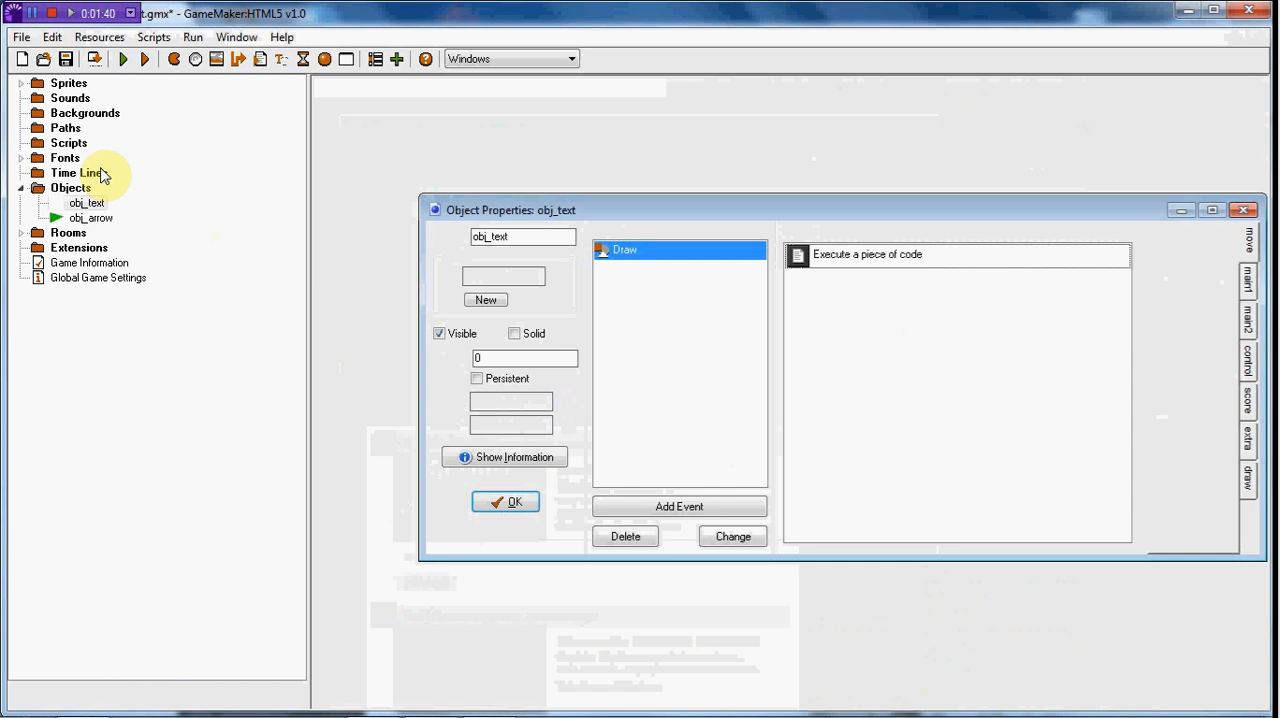 0:01:40 t.gmx* - GameMaker:HTML5 v1.0
File Edit Resources Scripts Run Window Help
Windows
Sprites
Sounds
Backgrounds
Paths
Scripts
Fonts
Time Line
Objects
obj_text
obj_arrow
Rooms
Extensions
Game Information
Global Game Settings
Object Properties: obj_text
obj_text
New
Visible Solid
0
Persistent
Show Information
OK
Draw
Add Event
Delete Change
Execute a piece of code
move
main1
main2
control
score
extra
draw